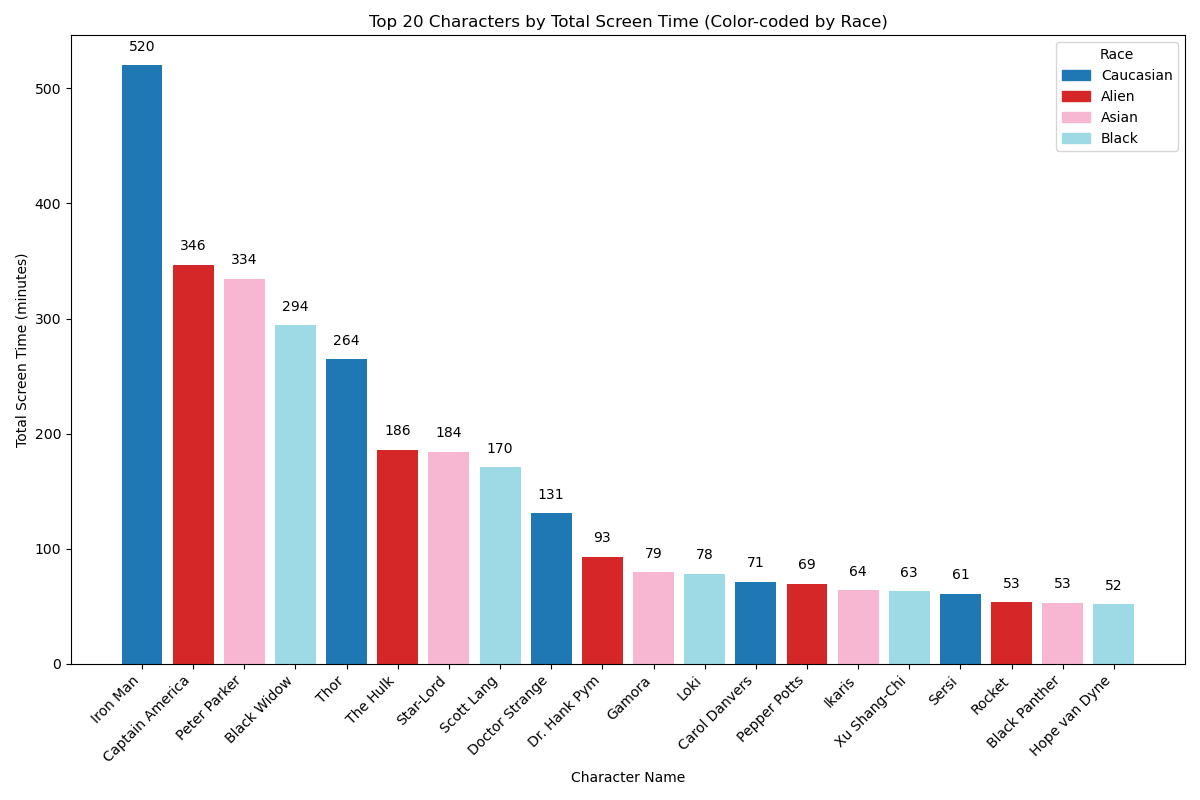 Top 20 Characters by Total Screen Time (Color-coded by Race)
Total Screen Time (minutes)
500
400
300
200
100
0
520
346
334
294
264
186
184
170
131
93
79
78
71
69
64
63
61
53
53
52
Race
Caucasian
Alien
Asian
Black
Iron Man
Captain America
Peter Parker
Black Widow
Thor
The Hulk
Star-Lord
Scott Lang
Doctor Strange
Dr. Hank Pym
Gamora
Loki
Carol Danvers
Pepper Potts
Ikaris
Xu Shang-Chi
Sersi
Rocket
Black Panther
Hope van Dyne
Character Name